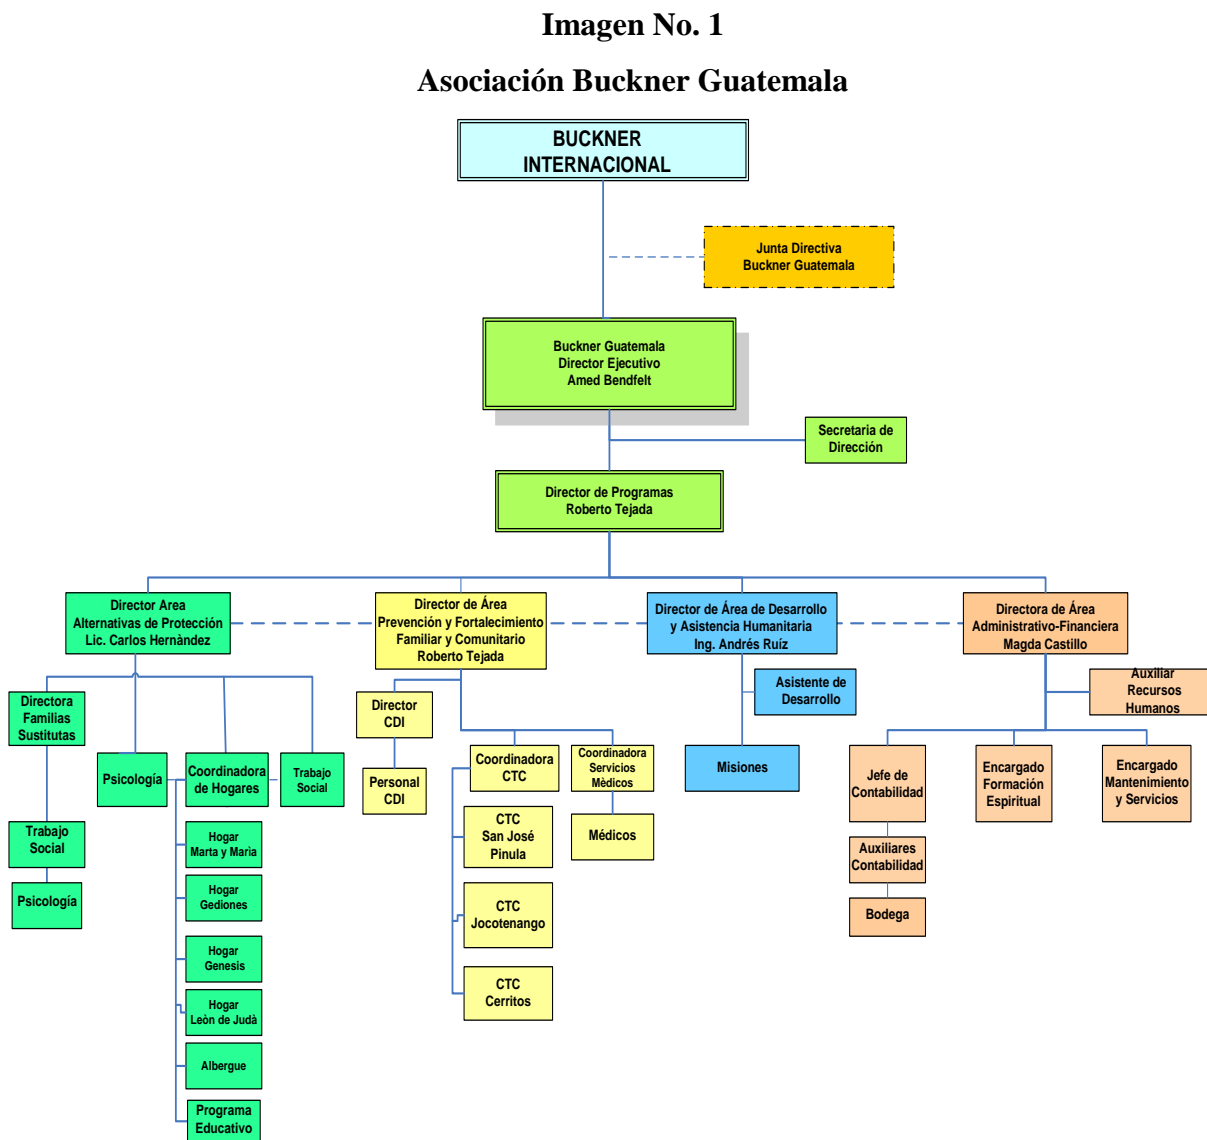 Imagen No. 1
Asociación Buckner Guatemala
BUCKNER
INTERNACIONAL
Junta Directiva
Buckner Guatemala
Buckner Guatemala
Director Ejecutivo
Amed Bendfelt
Secretaria de
Dirección
Director de Programas
Roberto Tejada
Director Area
Alternativas de Protección
Lic. Carlos Hernàndez
Director de Área
Prevención y Fortalecimiento
Familiar y Comunitario
Roberto Tejada
Director de Área de Desarrollo
y Asistencia Humanitaria
Ing. Andrés Ruíz
Directora de Área
Administrativo-Financiera
Magda Castillo
Directora
Familias
Sustitutas
Trabajo
Social
Psicología
Psicología
Coordinadora
de Hogares
Trabajo
Social
Hogar
Marta y Marìa
Hogar
Gediones
Hogar
Genesis
Hogar
Leòn de Judà
Albergue
Programa
Educativo
Director
CDI
Personal
CDI
Coordinadora
CTC
CTC
San José
Pinula
CTC
Jocotenango
CTC
Cerritos
Coordinadora
Servicios
Mèdicos
Médicos
Asistente de
Desarrollo
Misiones
Auxiliar
Recursos
Humanos
Jefe de
Contabilidad
Auxiliares
Contabilidad
Bodega
Encargado
Formación
Espiritual
Encargado
Mantenimiento
y Servicios